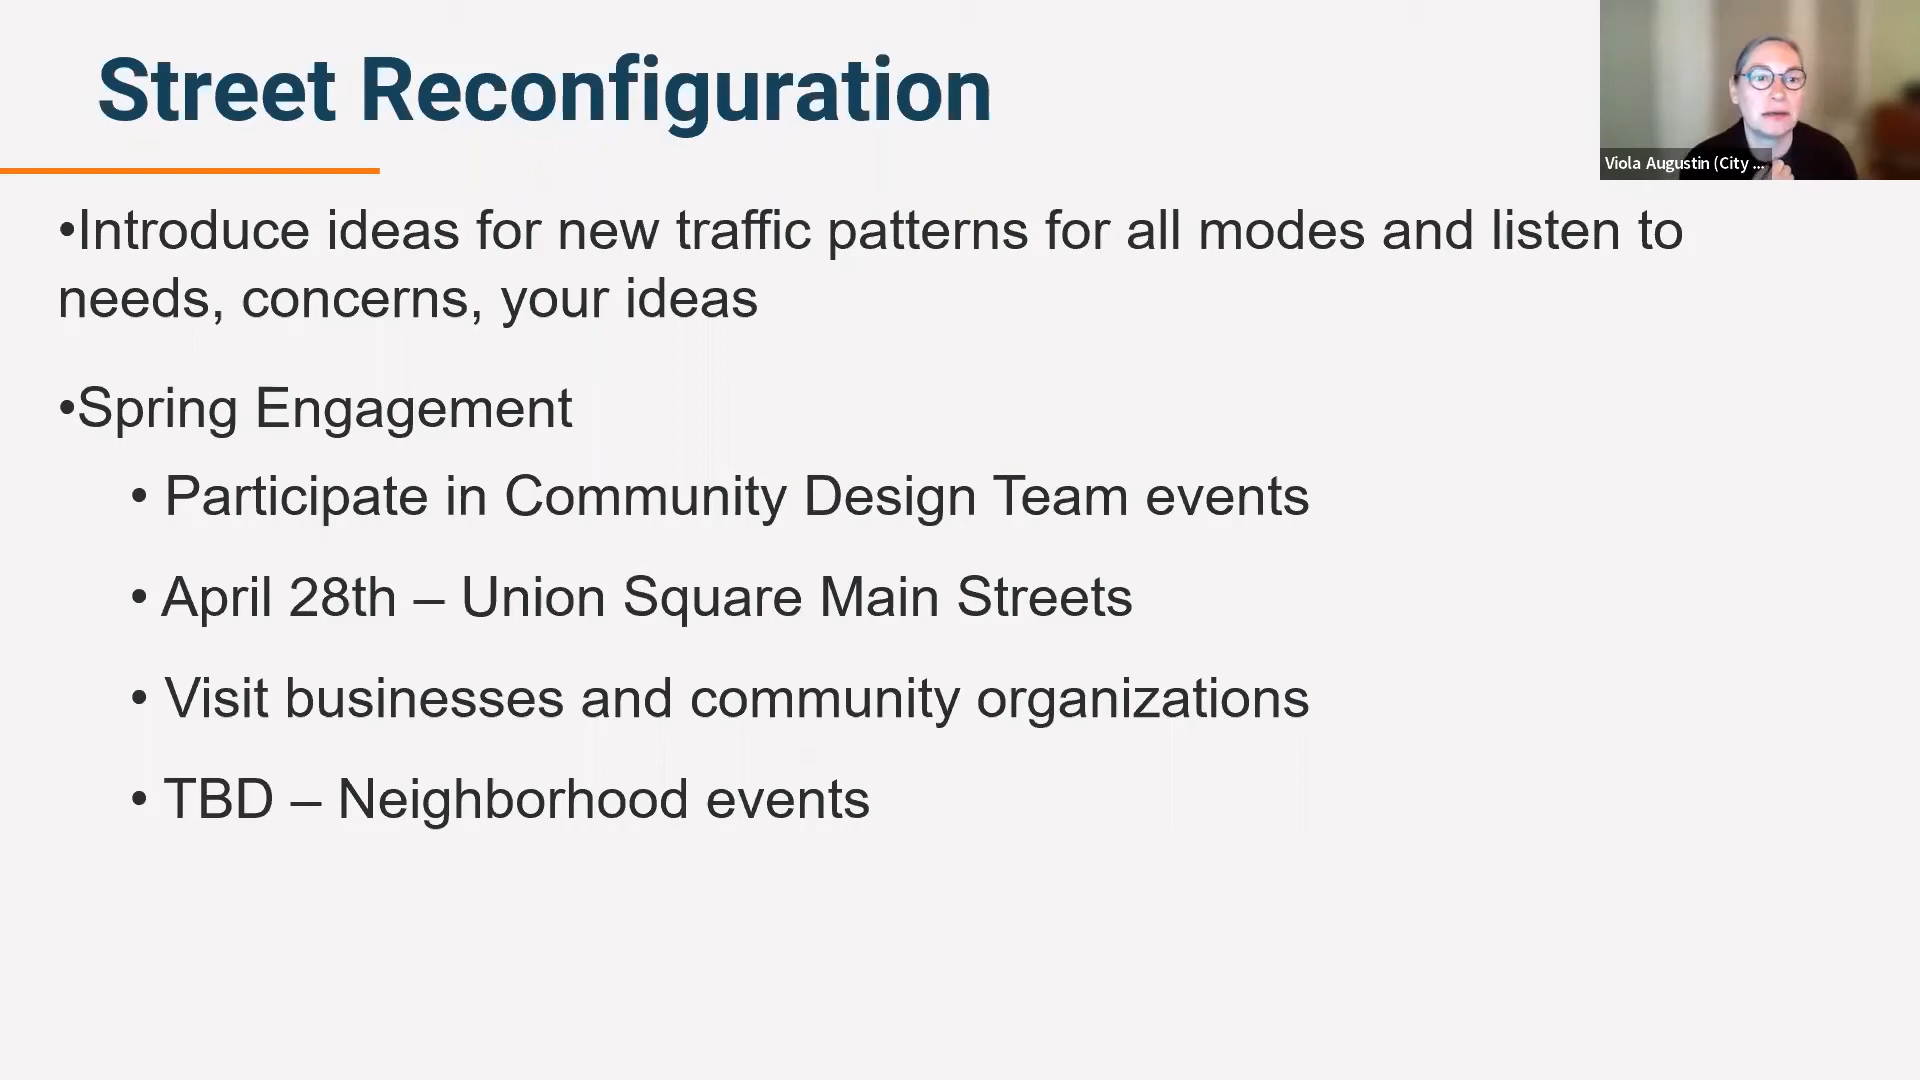 Street Reconfiguration
Viola Augustin (City ...
•Introduce ideas for new traffic patterns for all modes and listen to
needs, concerns, your ideas
•Spring Engagement
• Participate in Community Design Team events
• April 28th – Union Square Main Streets
• Visit businesses and community organizations
• TBD – Neighborhood events